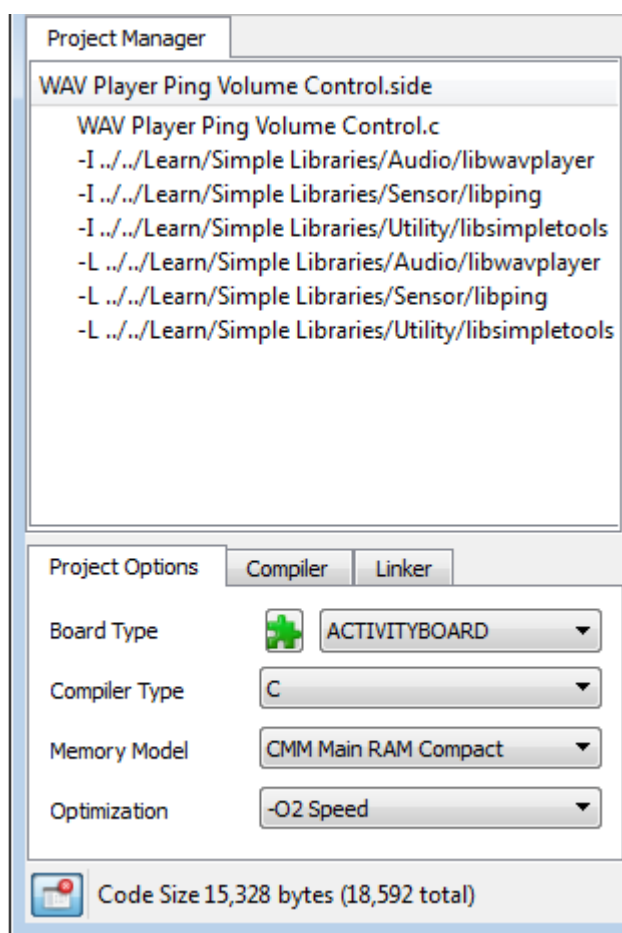 Project Manager
WAV Player Ping Volume Control.side
WAV Player Ping Volume Control.c
-I ../../Learn/Simple Libraries/Audio/libwavplayer
-I ../../Learn/Simple Libraries/Sensor/libping
-I ../../Learn/Simple Libraries/Utility/libsimpletools
-L ../../Learn/Simple Libraries/Audio/libwavplayer
-L ../../Learn/Simple Libraries/Sensor/libping
-L ../../Learn/Simple Libraries/Utility/libsimpletools
Project Options Compiler Linker
Board Type ACTIVITYBOARD
Compiler Type C
Memory Model CMM Main RAM Compact
Optimization -O2 Speed
Code Size 15,328 bytes (18,592 total)